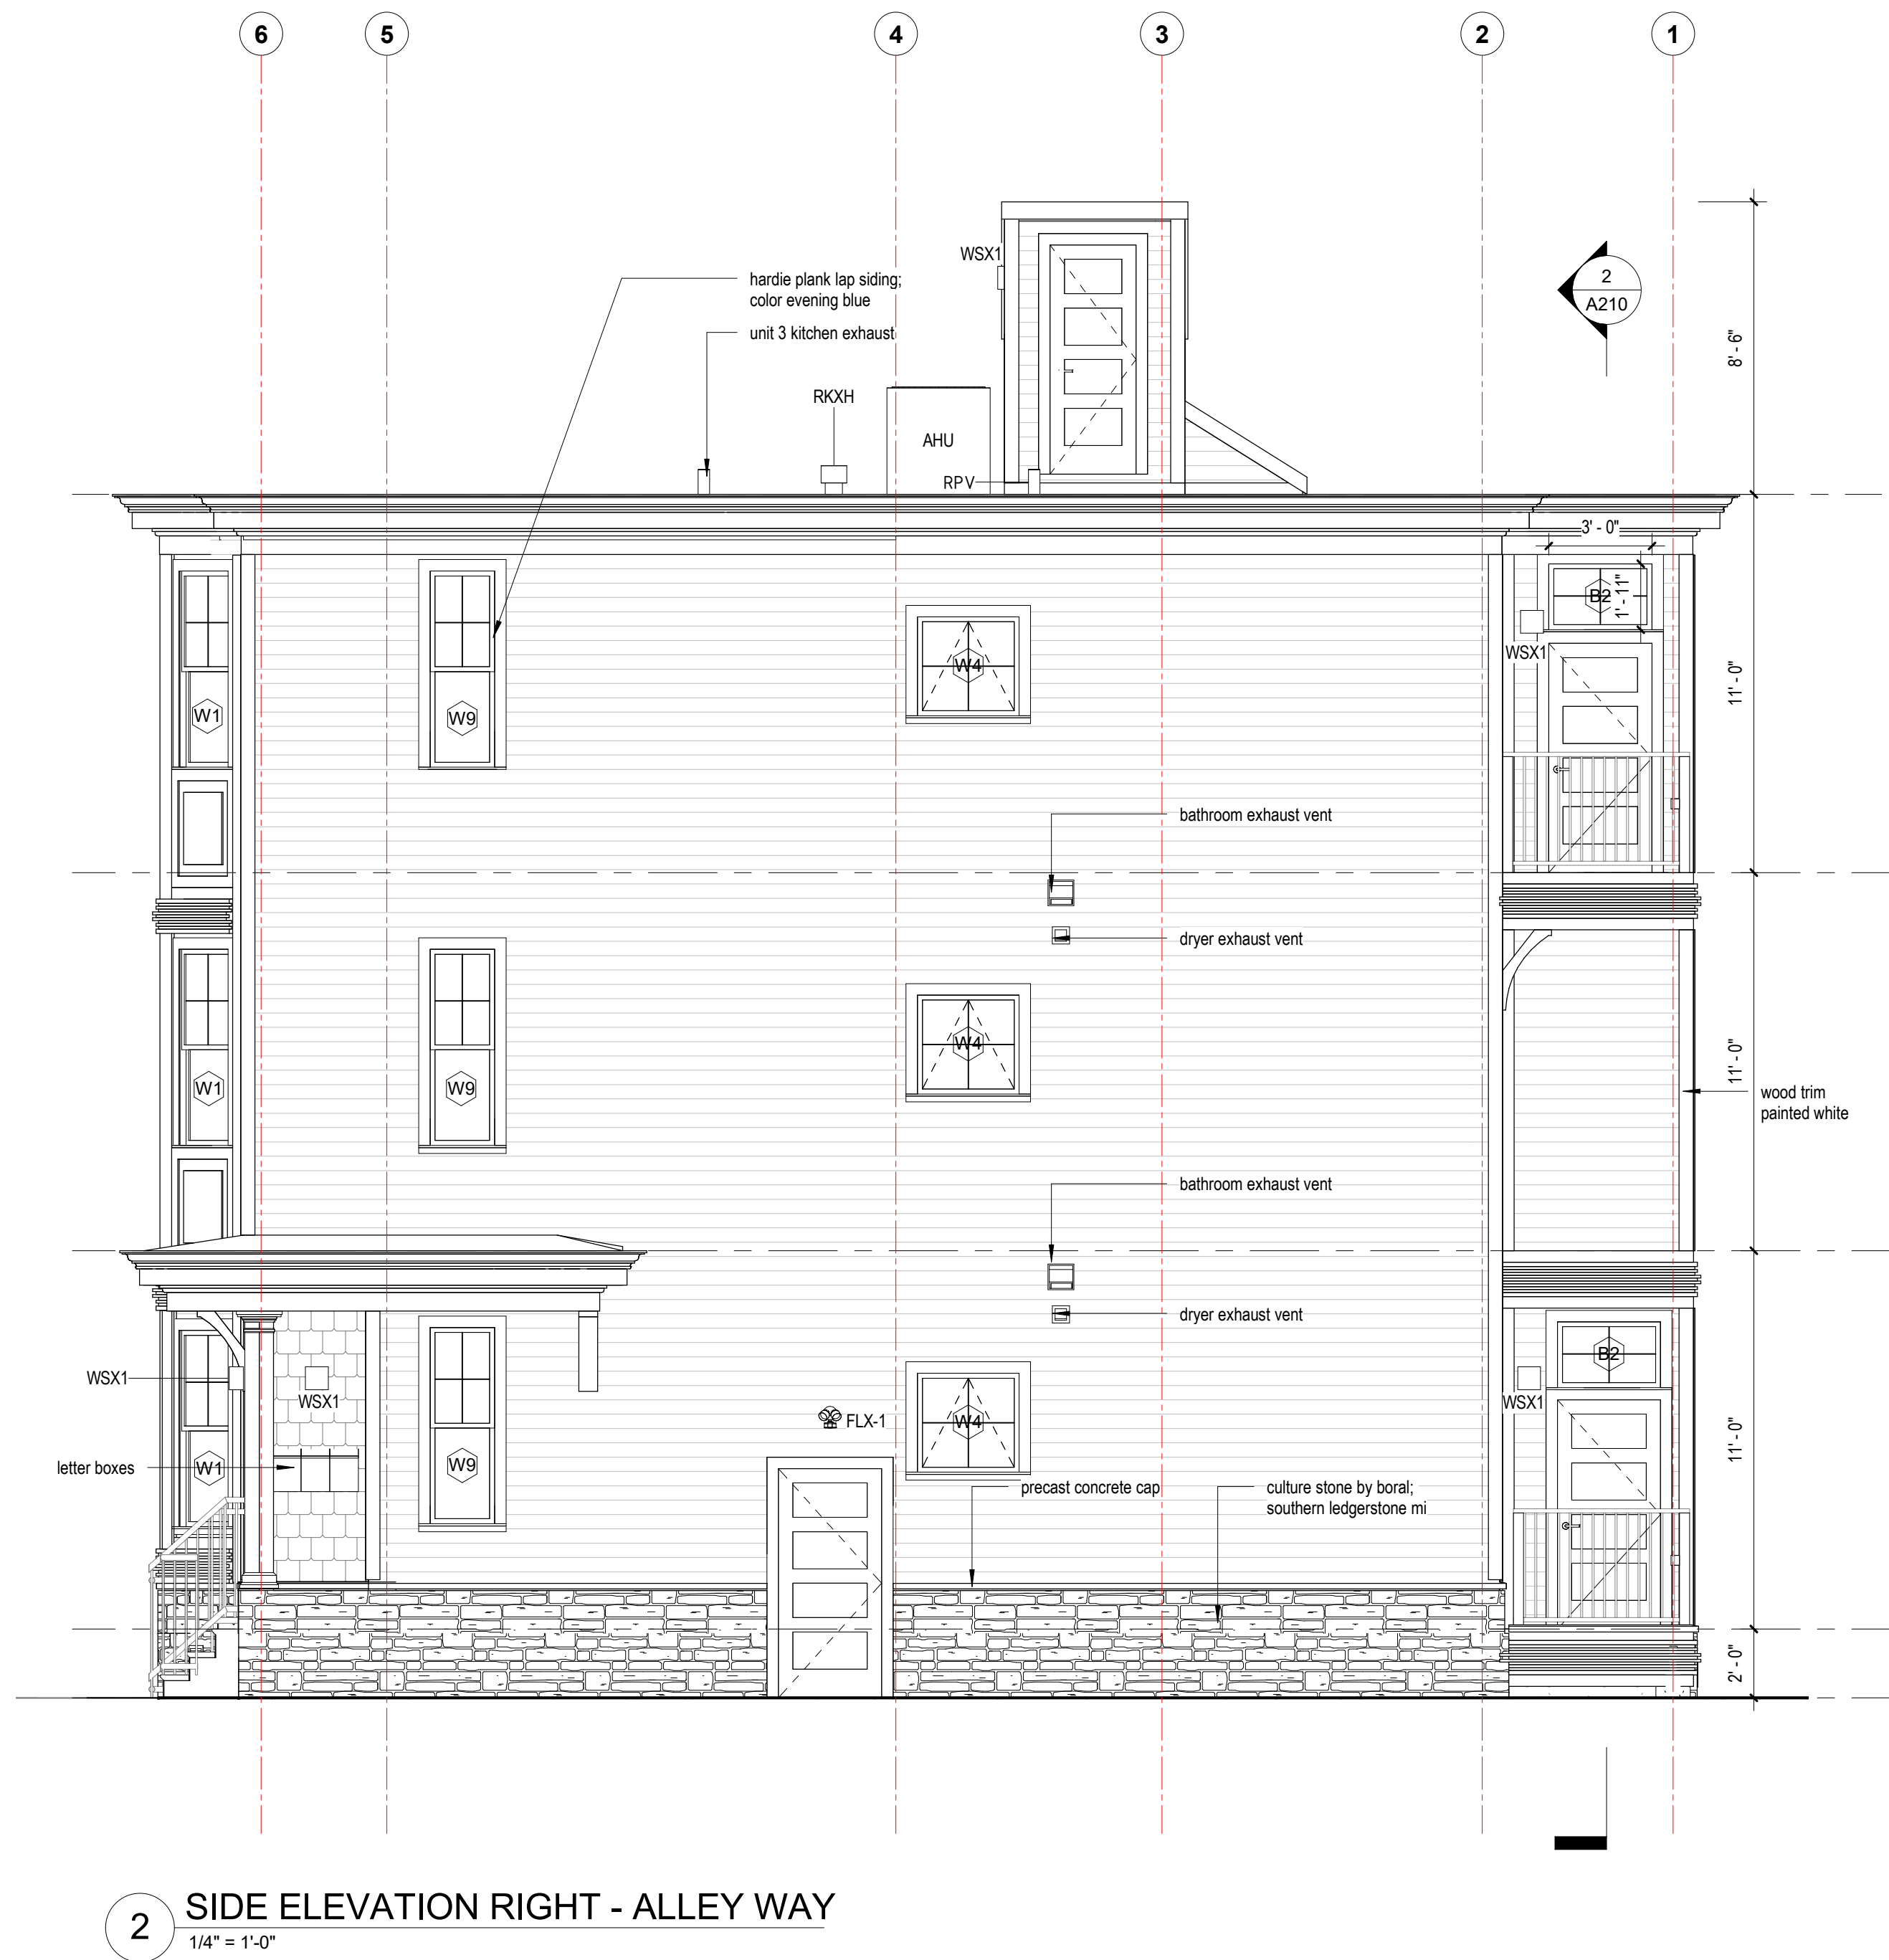 6
5
4
3
2
1
hardie plank lap siding;
color evening blue
unit 3 kitchen exhaust
WSX1
2
A210
8' - 6"
RKXH
AHU
RPV
3' - 0"
1' - 11"
B2
WSX1
W1
W9
W4
11' - 0"
bathroom exhaust vent
dryer exhaust vent
W1
W9
W4
11' - 0"
wood trim
painted white
bathroom exhaust vent
dryer exhaust vent
WSX1
WSX1
FLX-1
B2
WSX1
letter boxes
W1
W9
W4
11' - 0"
precast concrete cap
culture stone by boral;
southern ledgerstone mi
2' - 0"
2
SIDE ELEVATION RIGHT - ALLEY WAY
1/4" = 1'-0"